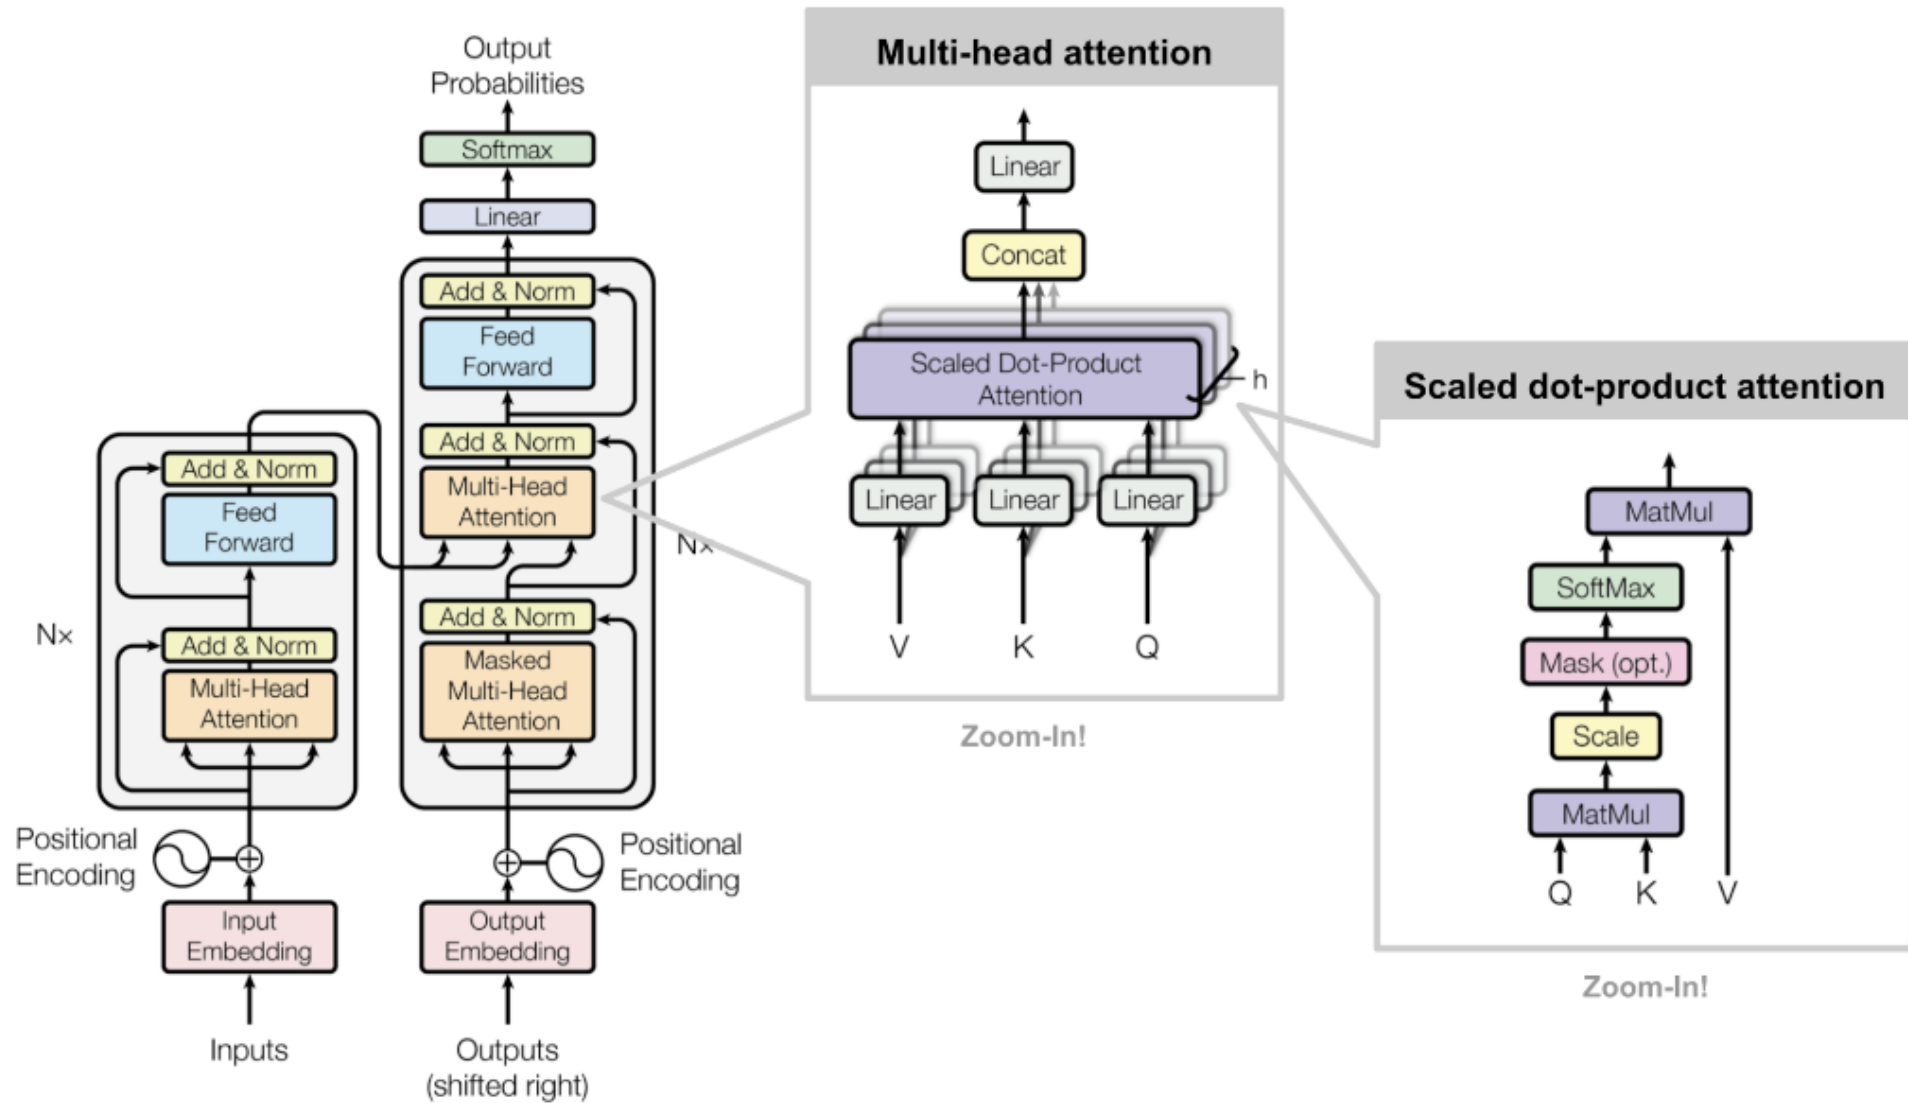 Output
Probabilities
Softmax
Linear
Add & Norm
Feed
Forward
Add & Norm
Multi-Head
Attention
Nx
Add & Norm
Masked
Multi-Head
Attention
Positional
Encoding
Output
Embedding
Outputs
(shifted right)
Add & Norm
Feed
Forward
Nx
Add & Norm
Multi-Head
Attention
Positional
Encoding
Input
Embedding
Inputs
Multi-head attention
Linear
Concat
Scaled Dot-Product
Attention
h
Linear Linear Linear
V K Q
Zoom-In!
Scaled dot-product attention
MatMul
SoftMax
Mask (opt.)
Scale
MatMul
Q K V
Zoom-In!